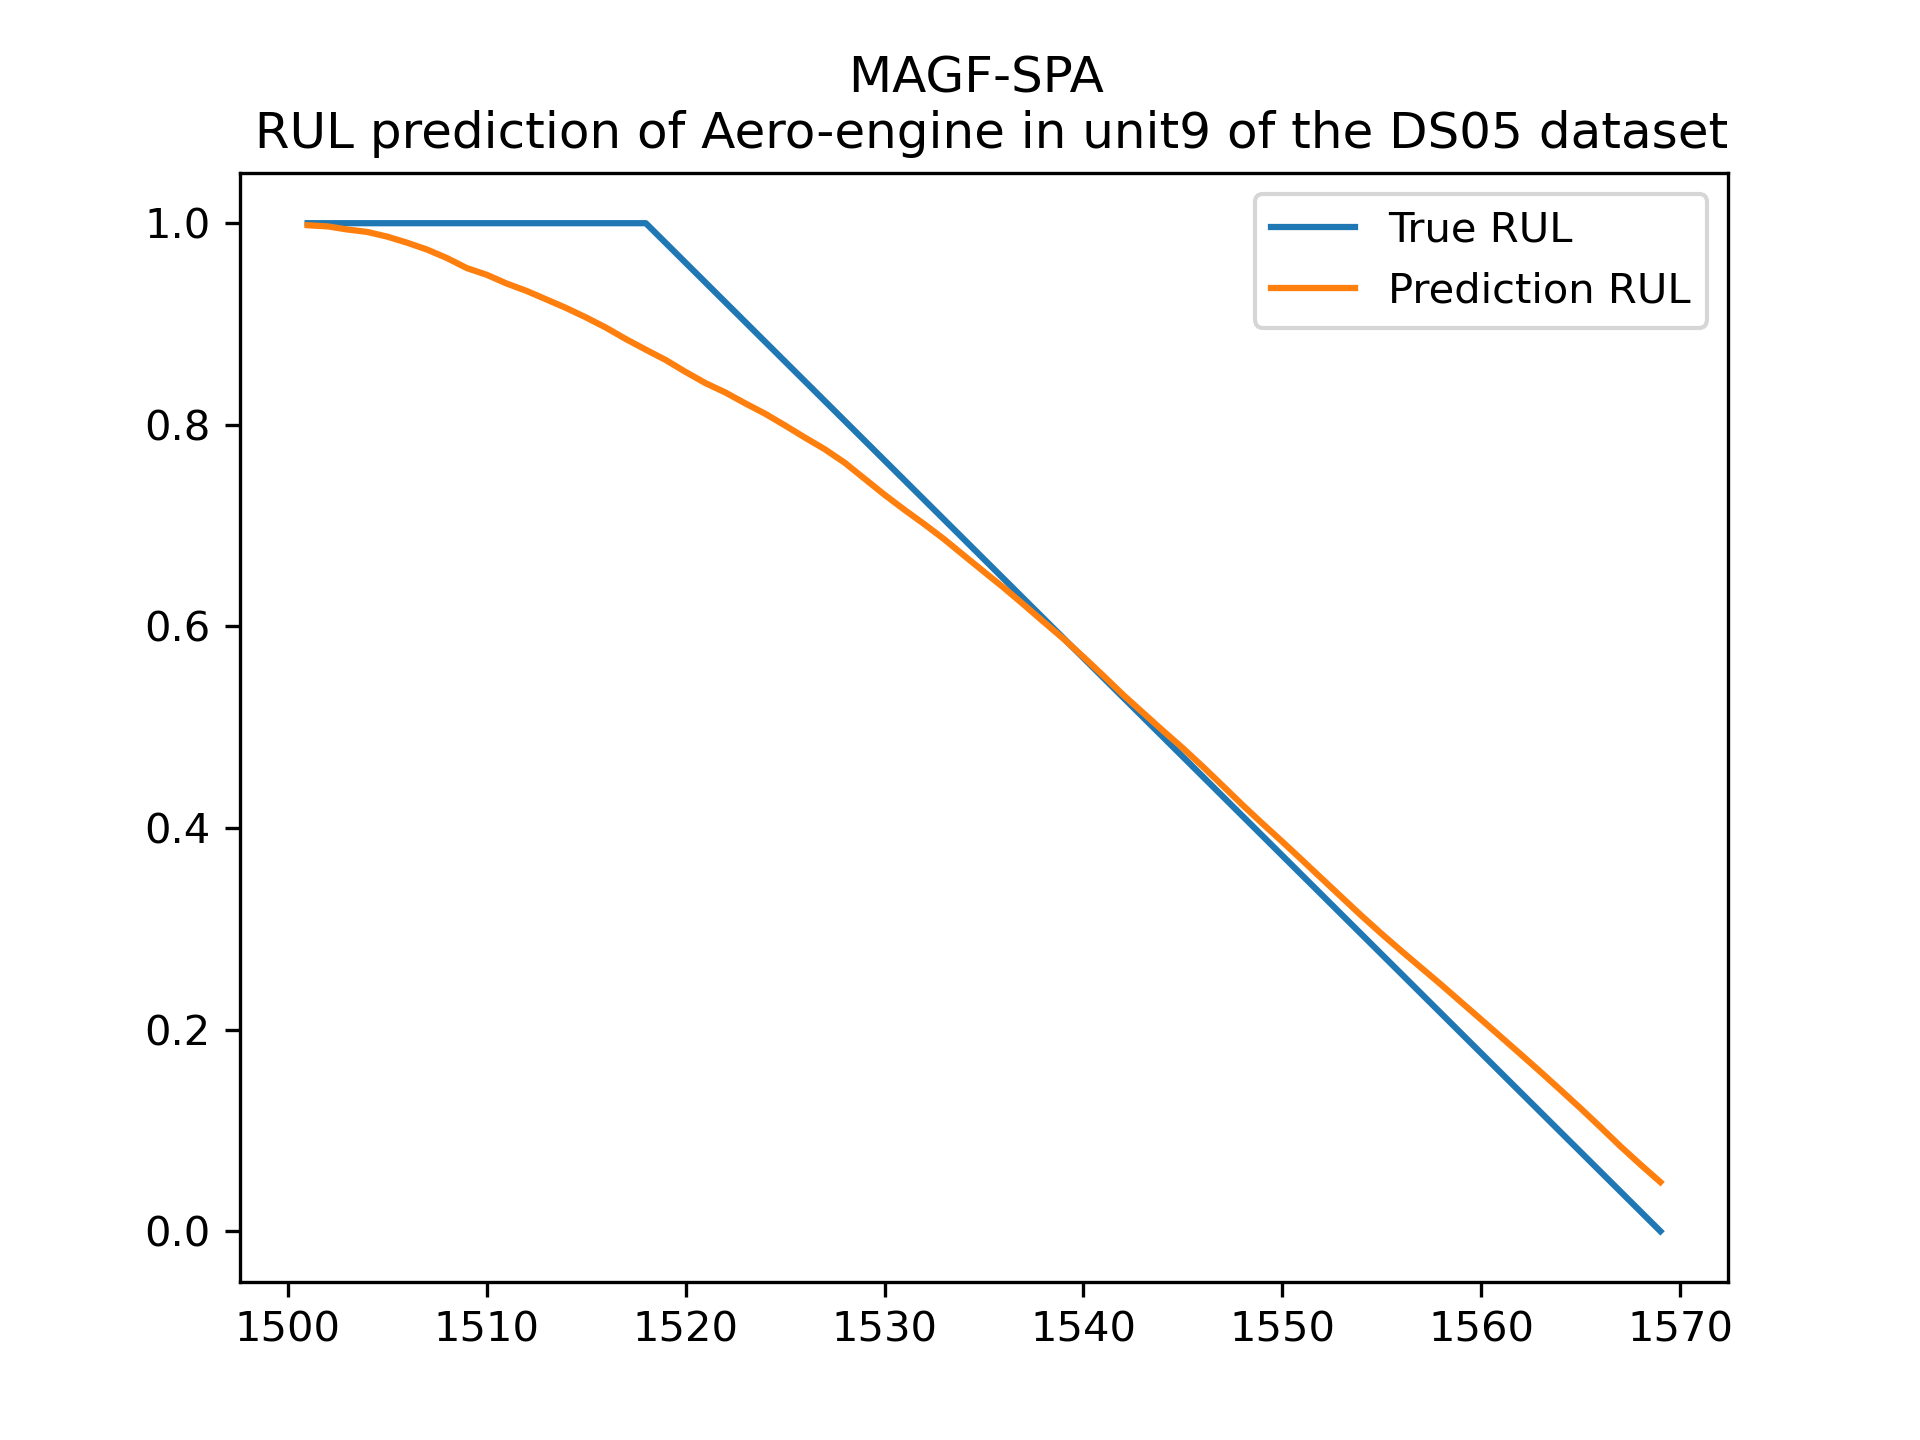 MAGF-SPA
RUL prediction of Aero-engine in unit9 of the DS05 dataset
True RUL
Prediction RUL
1.0
0.8
0.6
0.4
0.2
0.0
1500 1510 1520 1530 1540 1550 1560 1570